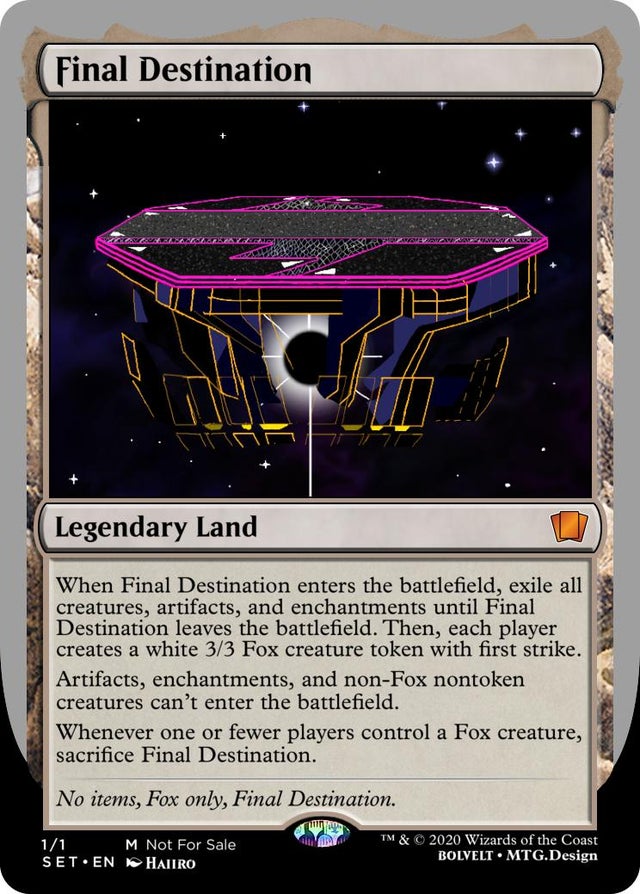 Final Destination
Legendary Land
When Final Destination enters the battlefield, exile all
creatures, artifacts, and enchantments until Final
Destination leaves the battlefield. Then, each player
creates a white 3/3 Fox creature token with first strike.
Artifacts, enchantments, and non-Fox nontoken
creatures can't enter the battlefield.
Whenever one or fewer players control a Fox creature,
sacrifice Final Destination.
No items, Fox only, Final Destination.
1/1 M Not For Sale
SET • EN HAIIRO
™ & © 2020 Wizards of the Coast
BOLVELT • MTG.Design